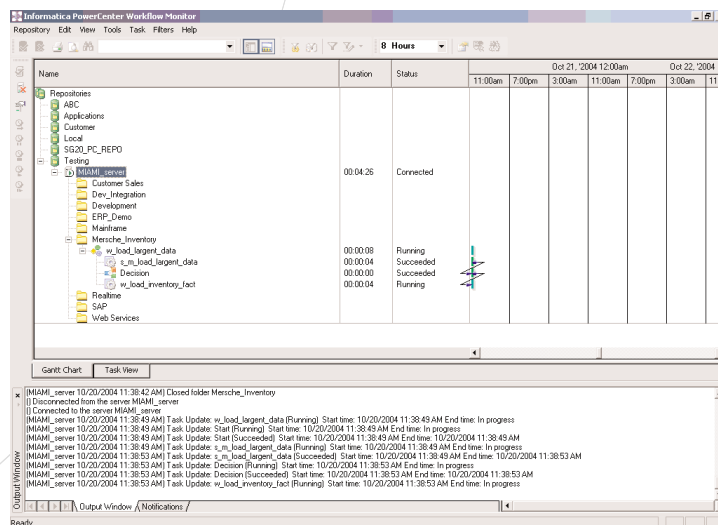 Informatica PowerCenter Workflow Monitor
Repository Edit View Tools Task Filters Help
8 Hours
Name Duration Status Oct 21, '2004 12:00am Oct 22, '2004
11:00am 7:00pm 3:00am 11:00am 7:00pm 3:00am 11
Repositories
ABC
Applications
Customer
Local
SG20_PC_REPO
Testing
MIAMI_server 00:04:26 Connected
Customer Sales
Dev_Integration
Development
ERP_Demo
Mainframe
Mersche_Inventory
w_load_largent_data 00:00:08 Running
s_m_load_largent_data 00:00:04 Succeeded
Decision 00:00:00 Succeeded
w_load_inventory_fact 00:00:04 Running
Realtime
SAP
Web Services
Gantt Chart Task View
(MIAMI_server 10/20/2004 11:38:42 AM) Closed folder Mersche_Inventory
() Disconnected from the server MIAMI_server
() Connected to the server MIAMI_server
(MIAMI_server 10/20/2004 11:38:49 AM) Task Update: w_load_largent_data (Running) Start time: 10/20/2004 11:38:49 AM End time: In progress
(MIAMI_server 10/20/2004 11:38:49 AM) Task Update: Start (Running) Start time: 10/20/2004 11:38:49 AM End time: In progress
(MIAMI_server 10/20/2004 11:38:49 AM) Task Update: Start (Succeeded) Start time: 10/20/2004 11:38:49 AM End time: 10/20/2004 11:38:49 AM
(MIAMI_server 10/20/2004 11:38:49 AM) Task Update: s_m_load_largent_data (Running) Start time: 10/20/2004 11:38:49 AM End time: In progress
(MIAMI_server 10/20/2004 11:38:53 AM) Task Update: s_m_load_largent_data (Succeeded) Start time: 10/20/2004 11:38:49 AM End time: 10/20/2004 11:38:53 AM
(MIAMI_server 10/20/2004 11:38:53 AM) Task Update: Decision (Running) Start time: 10/20/2004 11:38:53 AM End time: In progress
(MIAMI_server 10/20/2004 11:38:53 AM) Task Update: Decision (Succeeded) Start time: 10/20/2004 11:38:53 AM End time: 10/20/2004 11:38:53 AM
(MIAMI_server 10/20/2004 11:38:53 AM) Task Update: w_load_inventory_fact (Running) Start time: 10/20/2004 11:38:53 AM End time: In progress
Output Window
Output Window Notifications
Ready